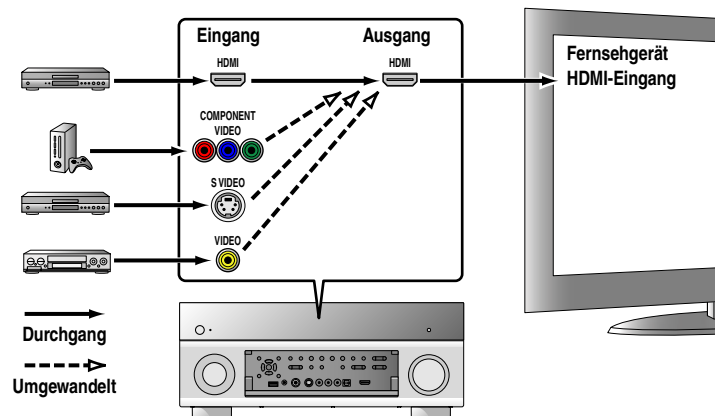 Eingang
Ausgang
HDMI
HDMI
Fernsehgerät
HDMI-Eingang
COMPONENT
VIDEO
S VIDEO
VIDEO
Durchgang
Umgewandelt